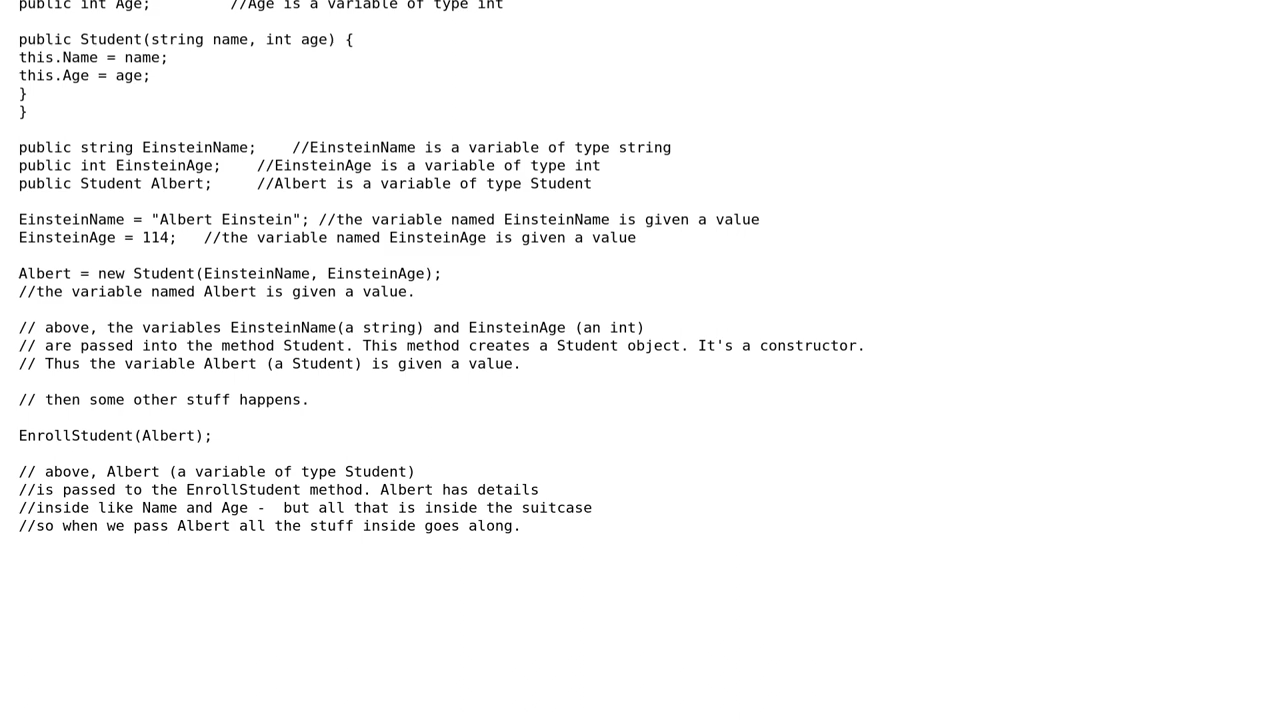 public int Age;         //Age is a variable of type int
public Student(string name, int age) {
this.Name = name;
this.Age = age;
}
}
public string EinsteinName;    //EinsteinName is a variable of type string
public int EinsteinAge;    //EinsteinAge is a variable of type int
public Student Albert;     //Albert is a variable of type Student
EinsteinName = "Albert Einstein"; //the variable named EinsteinName is given a value
EinsteinAge = 114;   //the variable named EinsteinAge is given a value
Albert = new Student(EinsteinName, EinsteinAge);
//the variable named Albert is given a value.
// above, the variables EinsteinName(a string) and EinsteinAge (an int)
// are passed into the method Student. This method creates a Student object. It's a constructor.
// Thus the variable Albert (a Student) is given a value.
// then some other stuff happens.
EnrollStudent(Albert);
// above, Albert (a variable of type Student)
//is passed to the EnrollStudent method. Albert has details
//inside like Name and Age -  but all that is inside the suitcase
//so when we pass Albert all the stuff inside goes along.